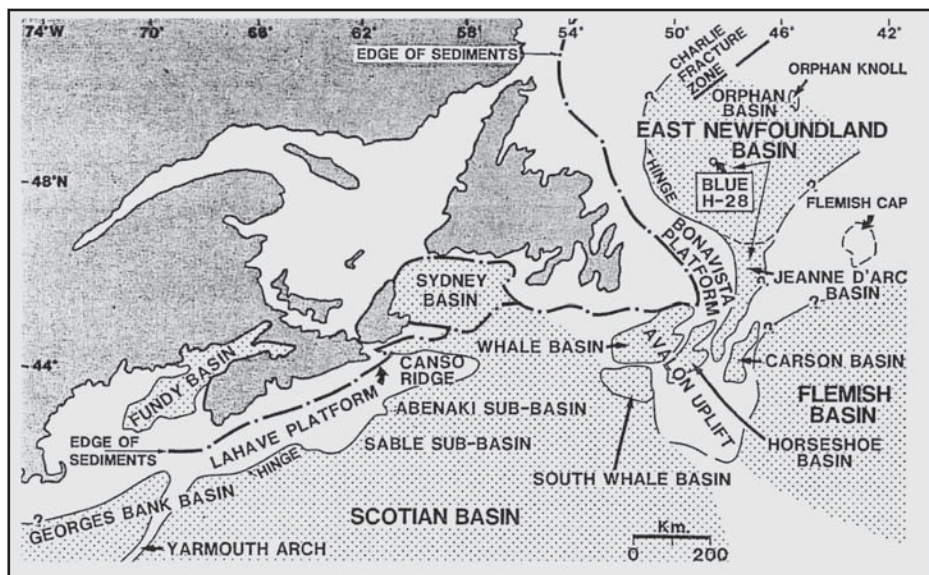 74°W 70° 66° 62° 58° 54° 50° 46° 42°
EDGE OF SEDIMENTS
CHARLIE
FRACTURE
ZONE
ORPHAN KNOLL
ORPHAN
BASIN
EAST NEWFOUNDLAND
BASIN
48°N
HINGE
BLUE
H-28
FLEMISH CAP
BONAVISTA
PLATFORM
SYDNEY
BASIN
JEANNE D'ARC
BASIN
WHALE BASIN
AVALON UPLIFT
CARSON BASIN
44°
FUNDY BASIN
CANSO
RIDGE
FLEMISH
BASIN
LAHAVE PLATFORM
ABENAKI SUB-BASIN
EDGE OF
SEDIMENTS
SABLE SUB-BASIN
HORSESHOE
BASIN
HINGE
SOUTH WHALE BASIN
GEORGES BANK BASIN
SCOTIAN BASIN
Km.
0 200
YARMOUTH ARCH
? ? ? ? ? ? ?